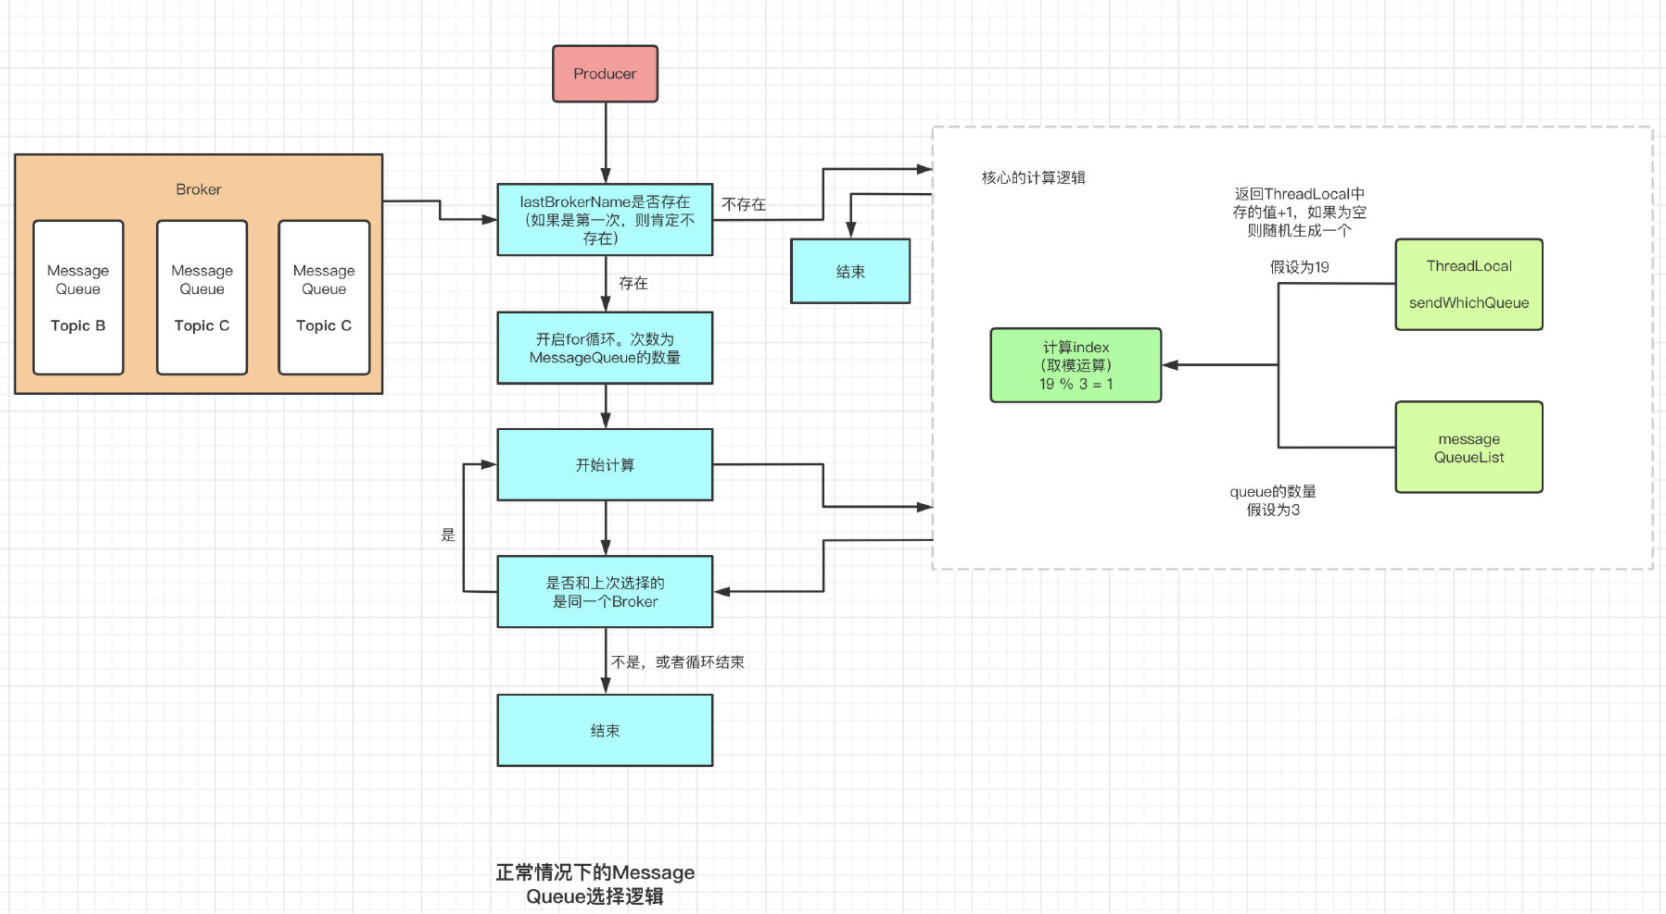 Producer
Broker
Message
Queue
Topic B
Message
Queue
Topic C
Message
Queue
Topic C
lastBrokerName是否存在
（如果是第一次，则肯定不
存在）
不存在
存在
结束
开启for循环。次数为
MessageQueue的数量
开始计算
是
是否和上次选择的
是同一个Broker
不是，或者循环结束
结束
核心的计算逻辑
返回ThreadLocal中
存的值+1，如果为空
则随机生成一个
假设为19
ThreadLocal
sendWhichQueue
计算index
（取模运算）
19 % 3 = 1
message
QueueList
queue的数量
假设为3
正常情况下的Message
Queue选择逻辑